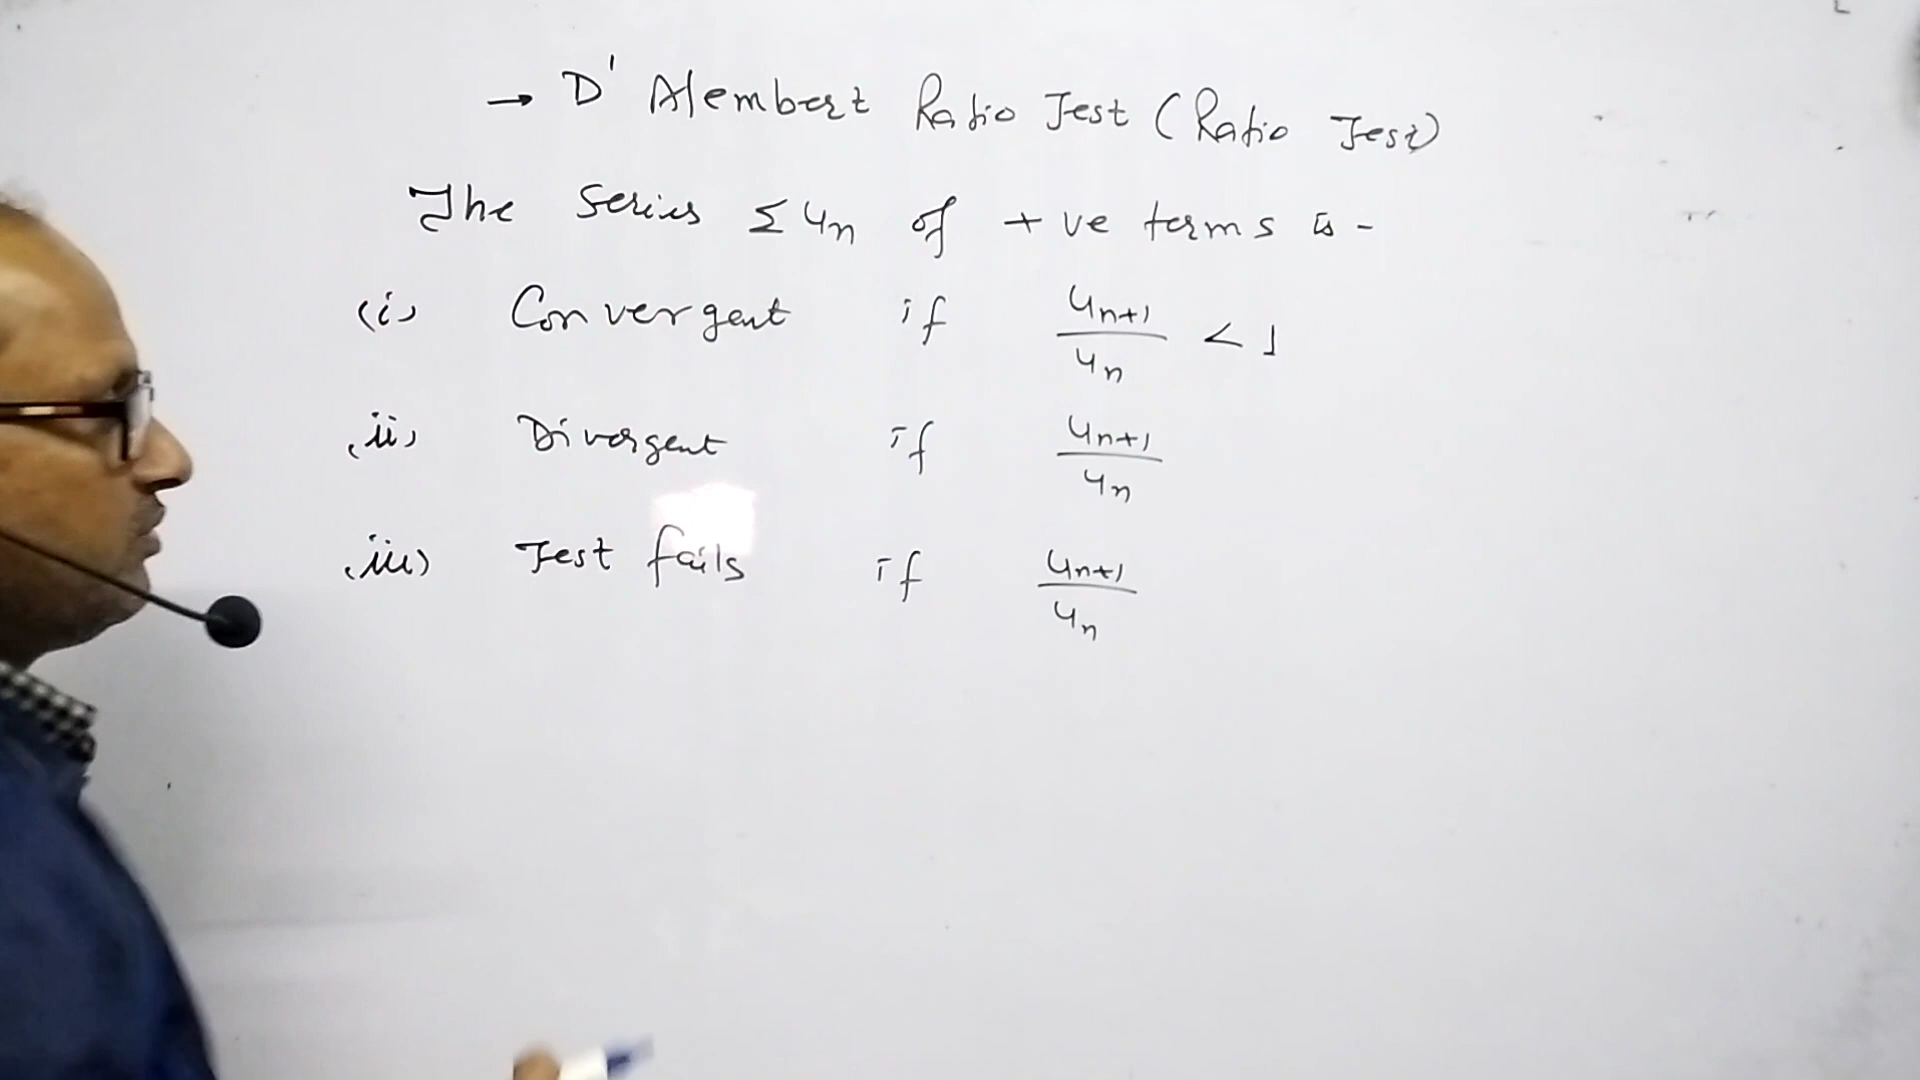 → D' Alembert Ratio Test (Ratio Test)
The Series Σ un of +ve terms is -
(i) Convergent if un+1/un < 1
(ii) Divergent if un+1/un
(iii) Test fails if un+1/un